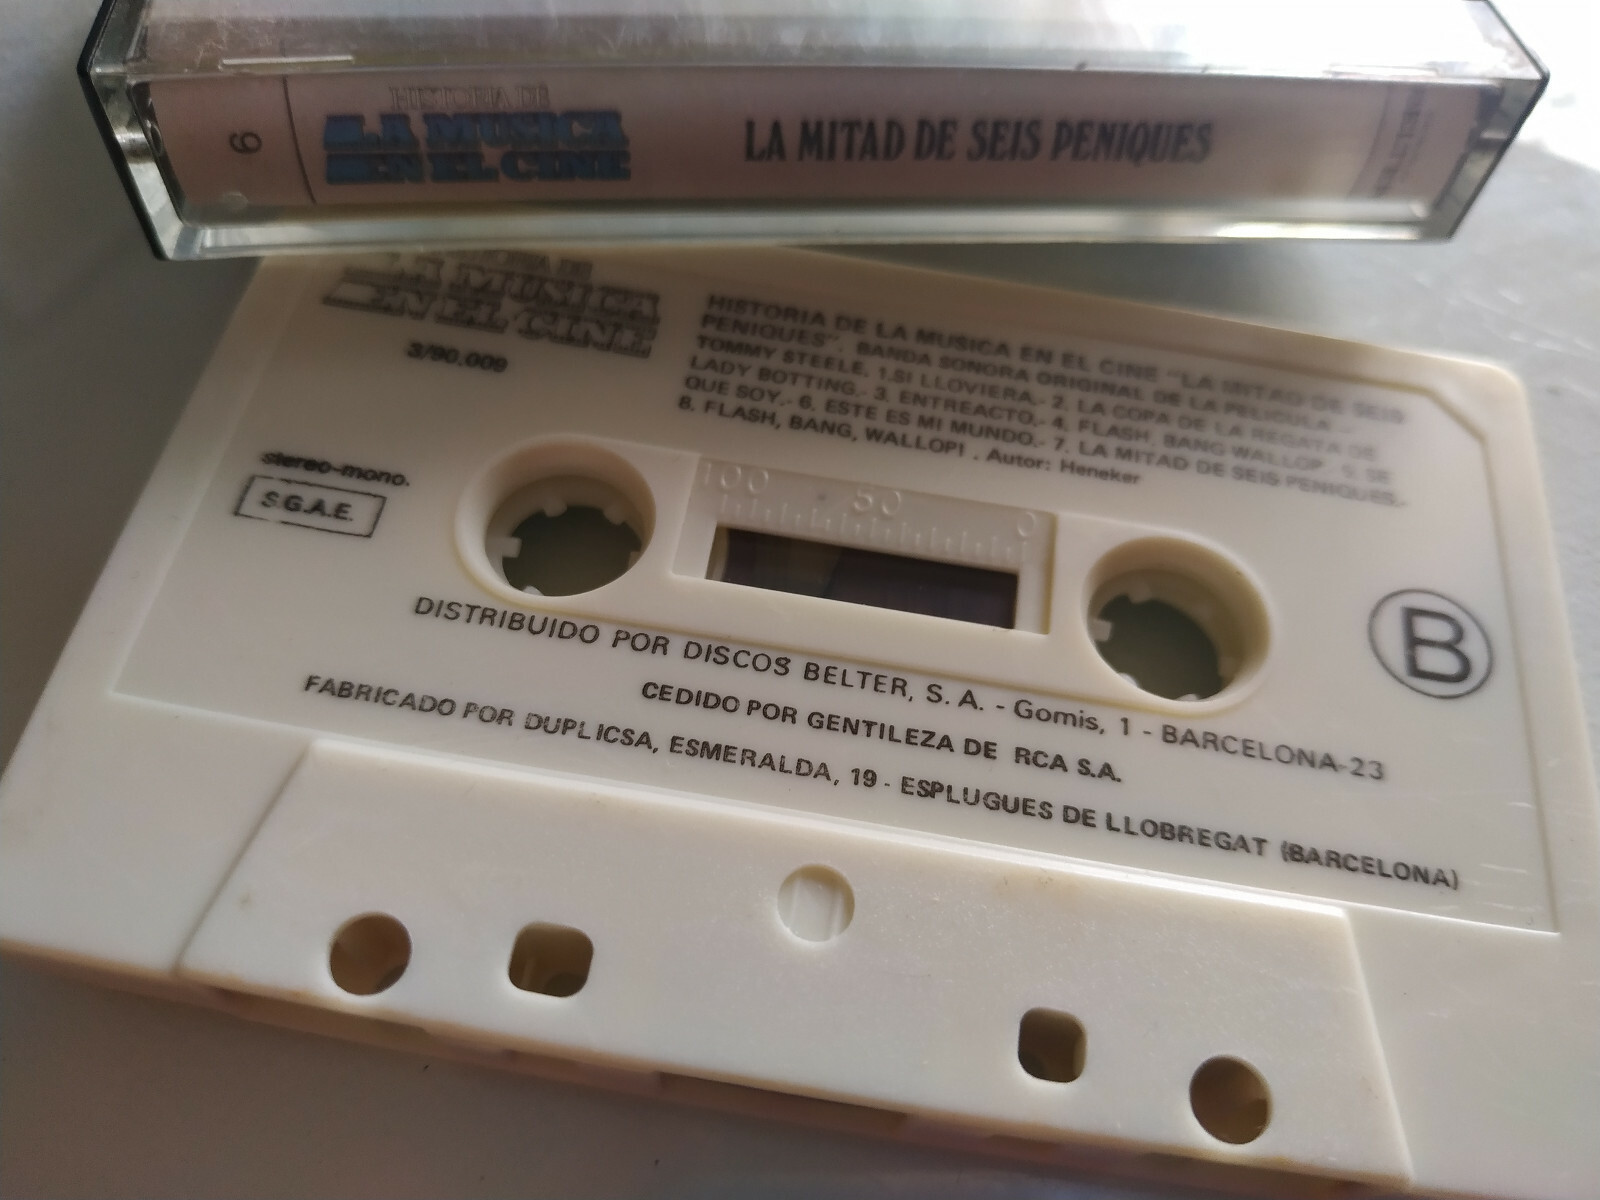 6
HISTORIA DE
LA MUSICA
EN EL CINE
LA MITAD DE SEIS PENIQUES
BELTER
LA MUSICA
EN EL CINE
3/90.009
HISTORIA DE LA MUSICA EN EL CINE "LA MITAD DE SEIS
PENIQUES". BANDA SONORA ORIGINAL DE LA PELICULA -
TOMMY STEELE. 1.SI LLOVIERA.- 2. LA COPA DE LA REGATA DE
LADY BOTTING.- 3. ENTREACTO.- 4. FLASH, BANG WALLOP . 5. SE
QUE SOY.- 6. ESTE ES MI MUNDO.- 7. LA MITAD DE SEIS PENIQUES.-
8. FLASH, BANG, WALLOP! . Autor: Heneker
stereo-mono.
S.G.A.E.
100 50 0
B
DISTRIBUIDO POR DISCOS BELTER, S. A. - Gomis, 1 - BARCELONA-23
CEDIDO POR GENTILEZA DE RCA S.A.
FABRICADO POR DUPLICSA, ESMERALDA, 19 - ESPLUGUES DE LLOBREGAT (BARCELONA)